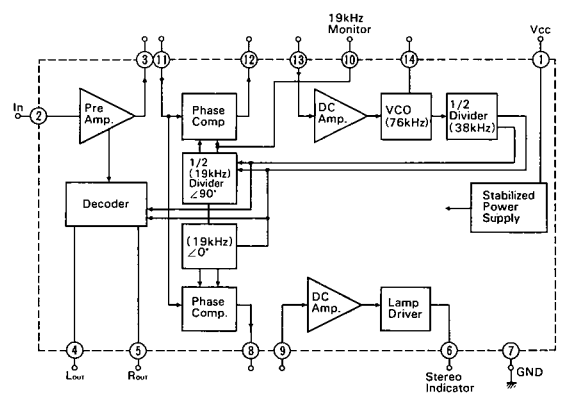 19kHz
Monitor
Vcc
3
11
12
13
10
14
1
In
2
Pre
Amp.
Phase
Comp
DC
Amp.
VCO
(76kHz)
1/2
Divider
(38kHz)
1/2
(19kHz)
Divider
∠90°
Decoder
Stabilized
Power
Supply
(19kHz)
∠0°
Phase
Comp.
DC
Amp.
Lamp
Driver
4
5
8
9
6
7
LOUT
ROUT
Stereo
Indicator
GND